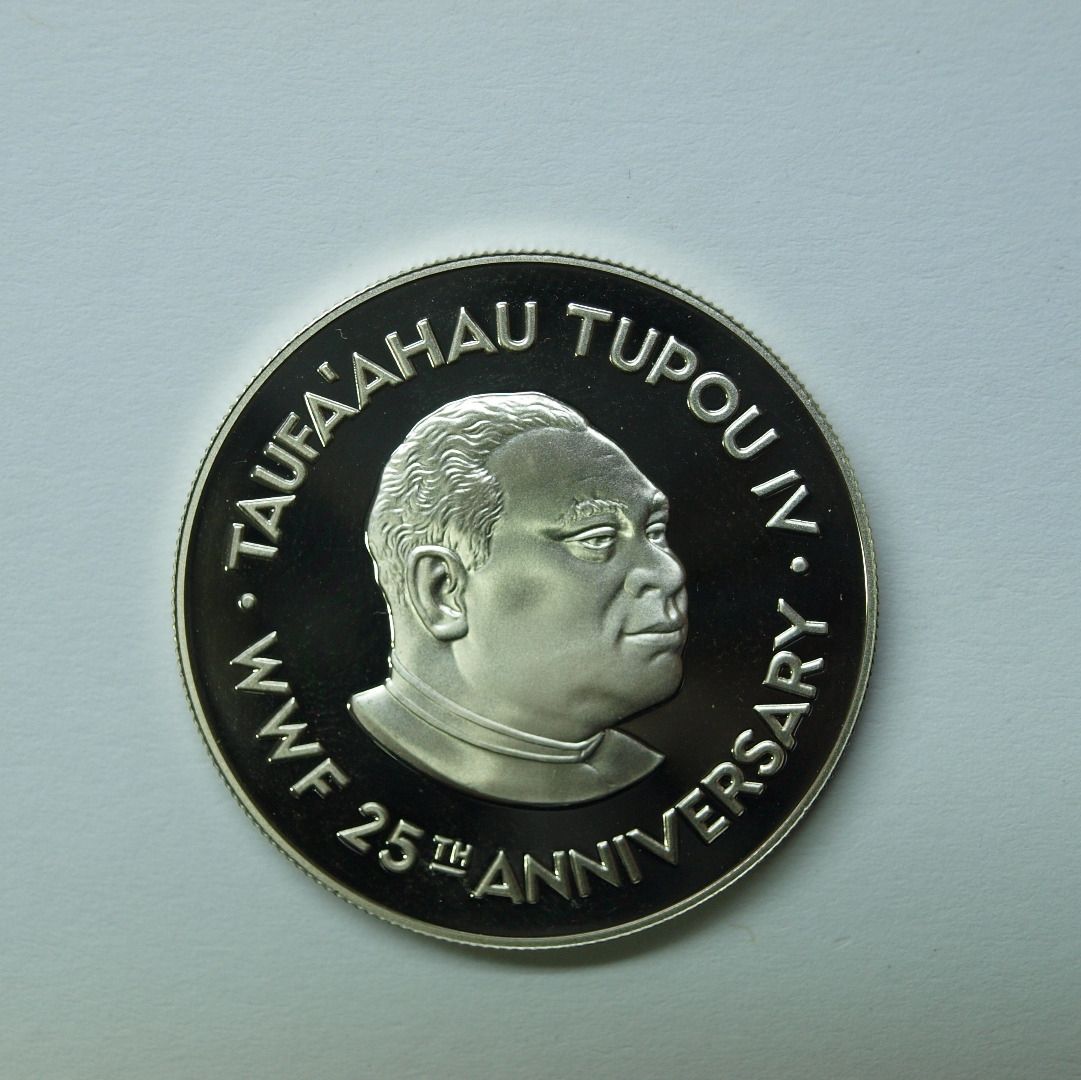 TAUFA'AHAU TUPOU IV
· WWF 25TH ANNIVERSARY ·